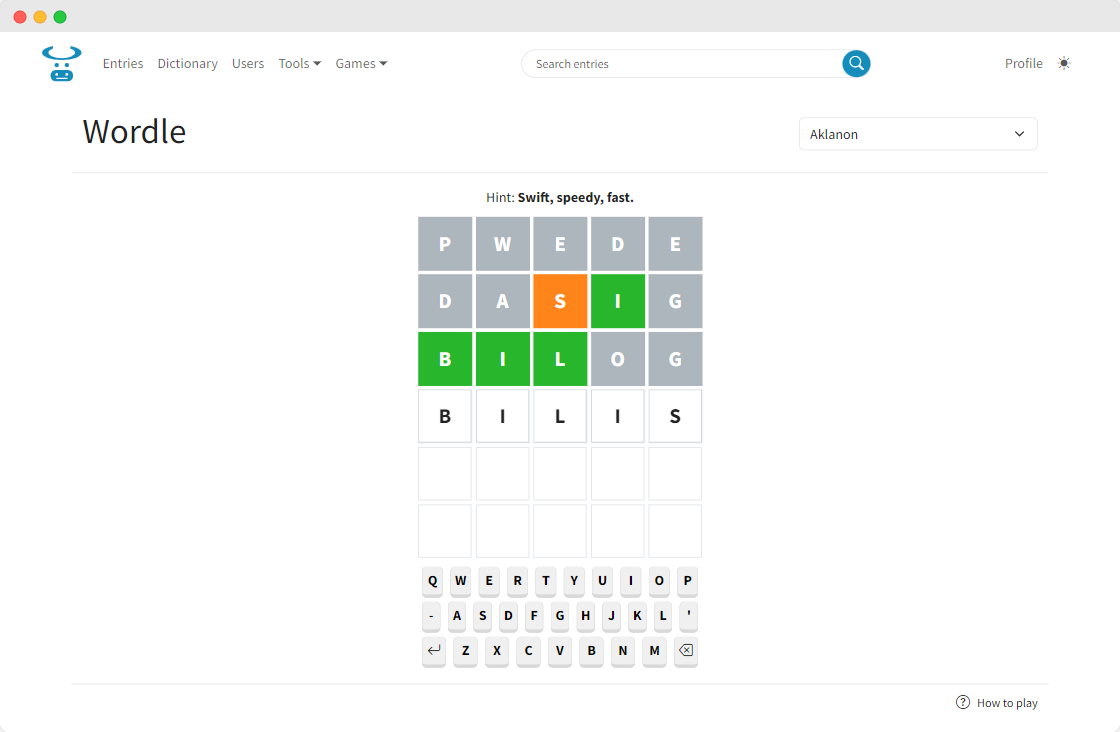 Entries Dictionary Users Tools Games Search entries Profile
Wordle Aklanon
Hint: Swift, speedy, fast.
P W E D E
D A S I G
B I L O G
B I L I S
Q W E R T Y U I O P
- A S D F G H J K L '
Z X C V B N M
? How to play